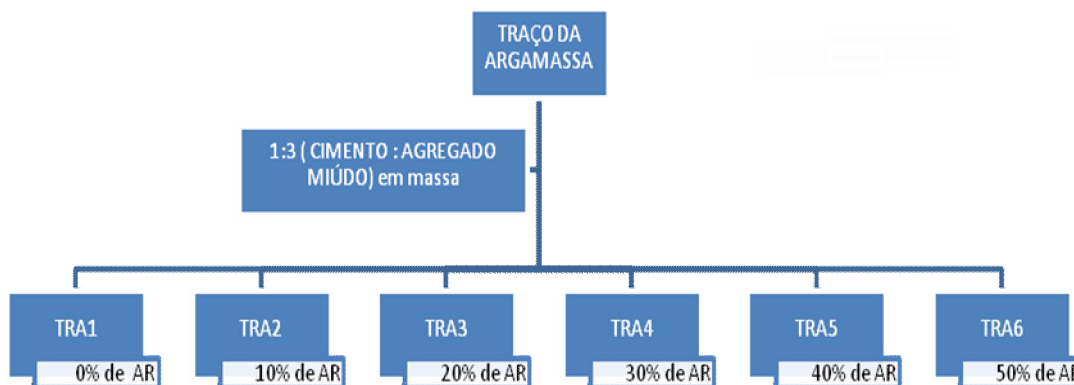 TRAÇO DA
ARGAMASSA
1:3 ( CIMENTO : AGREGADO
MIÚDO) em massa
TRA1
TRA2
TRA3
TRA4
TRA5
TRA6
0% de AR
10% de AR
20% de AR
30% de AR
40% de AR
50% de AR